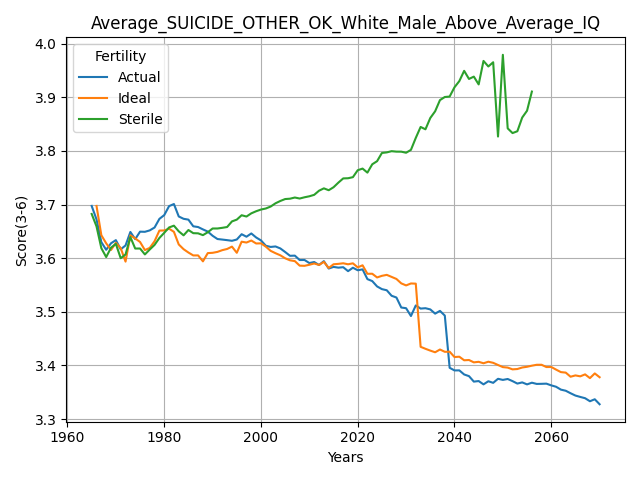 Average_SUICIDE_OTHER_OK_White_Male_Above_Average_IQ
Fertility
Actual
Ideal
Sterile
Score(3-6)
4.0
3.9
3.8
3.7
3.6
3.5
3.4
3.3
1960
1980
2000
2020
2040
2060
Years